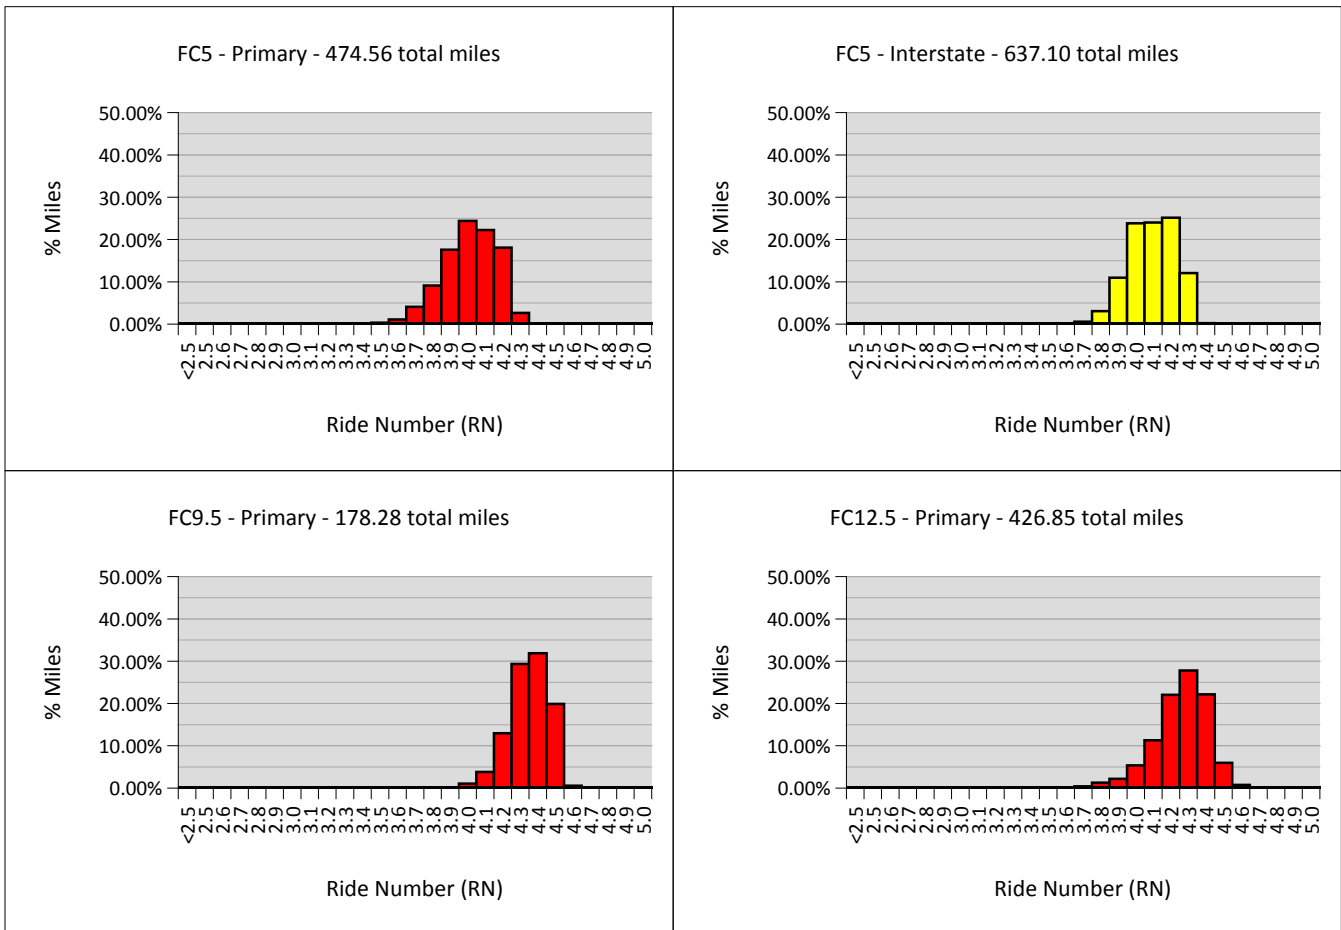 FC5 - Primary - 474.56 total miles
50.00%
40.00%
30.00%
20.00%
10.00%
0.00%
% Miles
<2.5 2.5 2.6 2.7 2.8 2.9 3.0 3.1 3.2 3.3 3.4 3.5 3.6 3.7 3.8 3.9 4.0 4.1 4.2 4.3 4.4 4.5 4.6 4.7 4.8 4.9 5.0
Ride Number (RN)
FC5 - Interstate - 637.10 total miles
50.00%
40.00%
30.00%
20.00%
10.00%
0.00%
% Miles
<2.5 2.5 2.6 2.7 2.8 2.9 3.0 3.1 3.2 3.3 3.4 3.5 3.6 3.7 3.8 3.9 4.0 4.1 4.2 4.3 4.4 4.5 4.6 4.7 4.8 4.9 5.0
Ride Number (RN)
FC9.5 - Primary - 178.28 total miles
50.00%
40.00%
30.00%
20.00%
10.00%
0.00%
% Miles
<2.5 2.5 2.6 2.7 2.8 2.9 3.0 3.1 3.2 3.3 3.4 3.5 3.6 3.7 3.8 3.9 4.0 4.1 4.2 4.3 4.4 4.5 4.6 4.7 4.8 4.9 5.0
Ride Number (RN)
FC12.5 - Primary - 426.85 total miles
50.00%
40.00%
30.00%
20.00%
10.00%
0.00%
% Miles
<2.5 2.5 2.6 2.7 2.8 2.9 3.0 3.1 3.2 3.3 3.4 3.5 3.6 3.7 3.8 3.9 4.0 4.1 4.2 4.3 4.4 4.5 4.6 4.7 4.8 4.9 5.0
Ride Number (RN)